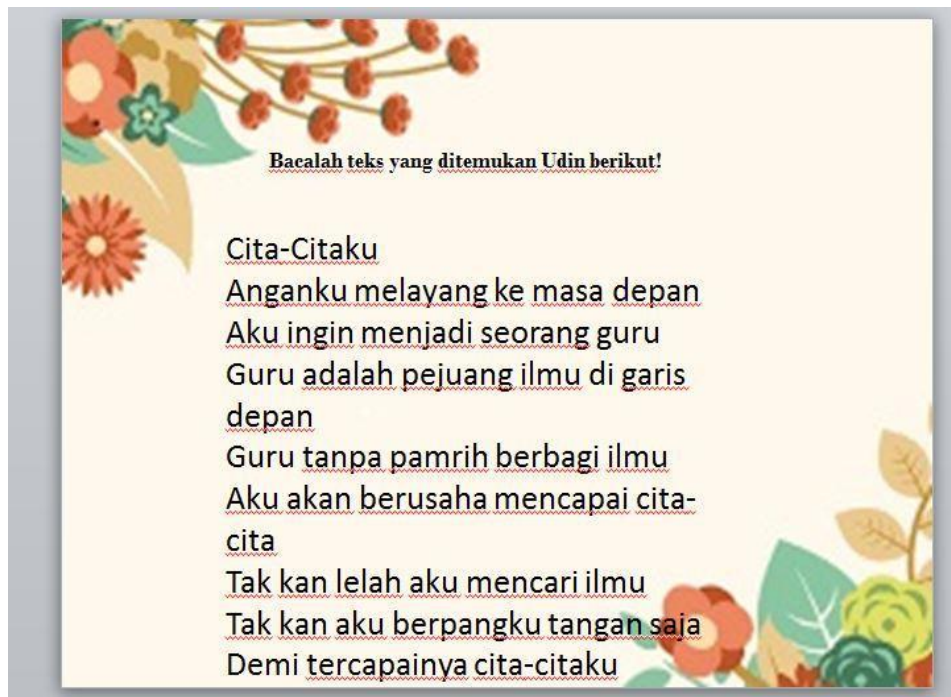 Bacalah teks yang ditemukan Udin berikut!
Cita-Citaku
Anganku melayang ke masa depan
Aku ingin menjadi seorang guru
Guru adalah pejuang ilmu di garis
depan
Guru tanpa pamrih berbagi ilmu
Aku akan berusaha mencapai cita-
cita
Tak kan lelah aku mencari ilmu
Tak kan aku berpangku tangan saja
Demi tercapainya cita-citaku